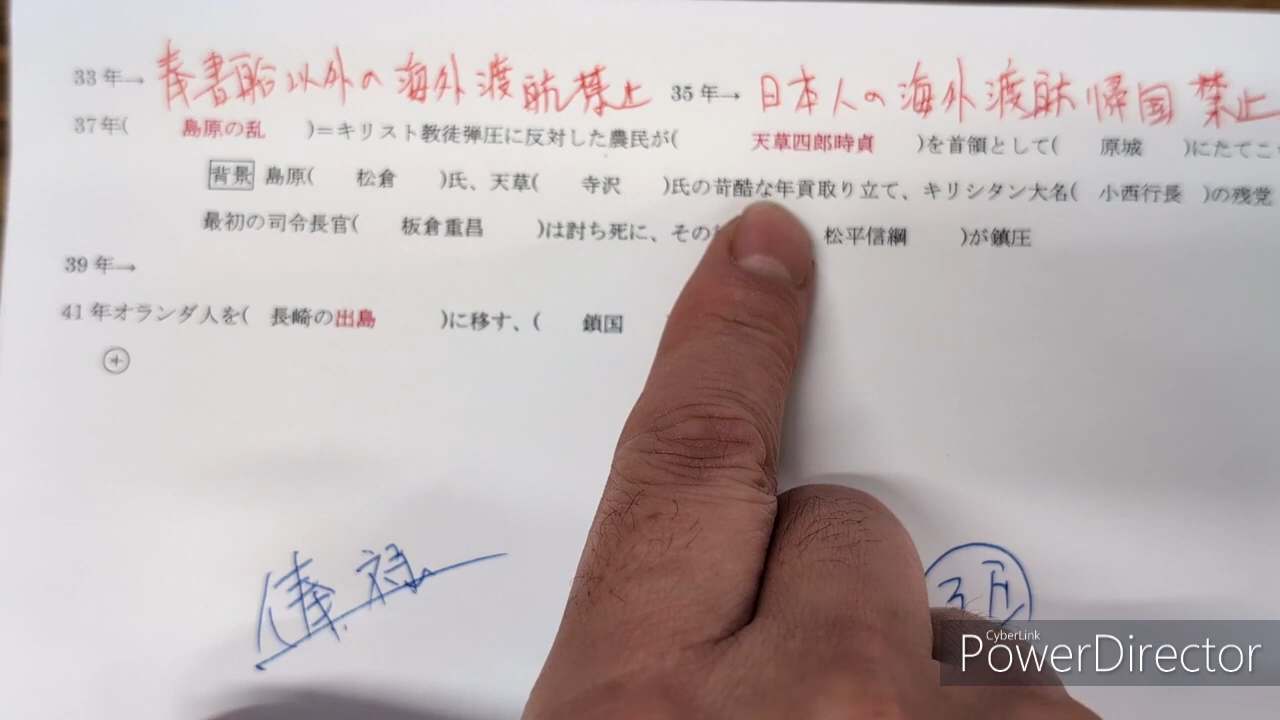 33年→ 奉書船以外の海外渡航禁止 35年→ 日本人の海外渡航帰国禁止
37年( 島原の乱 )＝キリスト教徒弾圧に反対した農民が( 天草四郎時貞 )を首領として( 原城 )にたてこ
背景 島原( 松倉 )氏、天草( 寺沢 )氏の苛酷な年貢取り立て、キリシタン大名( 小西行長 )の残党
最初の司令長官( 板倉重昌 )は討ち死に、その 松平信綱 )が鎮圧
39年→
41年オランダ人を( 長崎の出島 )に移す、( 鎖国
+
俸禄
CyberLink
PowerDirector